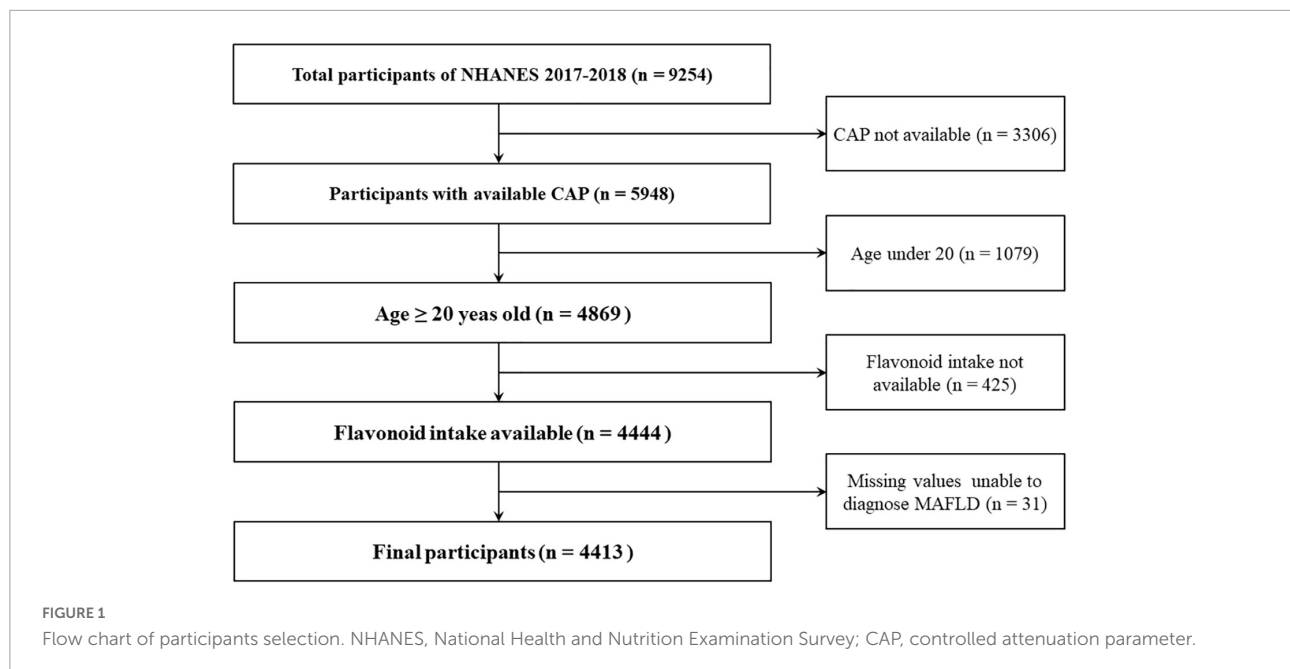 Total participants of NHANES 2017-2018 (n = 9254)
CAP not available (n = 3306)
Participants with available CAP (n = 5948)
Age under 20 (n = 1079)
Age ≥ 20 yeas old (n = 4869 )
Flavonoid intake not
available (n = 425)
Flavonoid intake available (n = 4444 )
Missing values unable to
diagnose MAFLD (n = 31)
Final participants (n = 4413 )
FIGURE 1
Flow chart of participants selection. NHANES, National Health and Nutrition Examination Survey; CAP, controlled attenuation parameter.